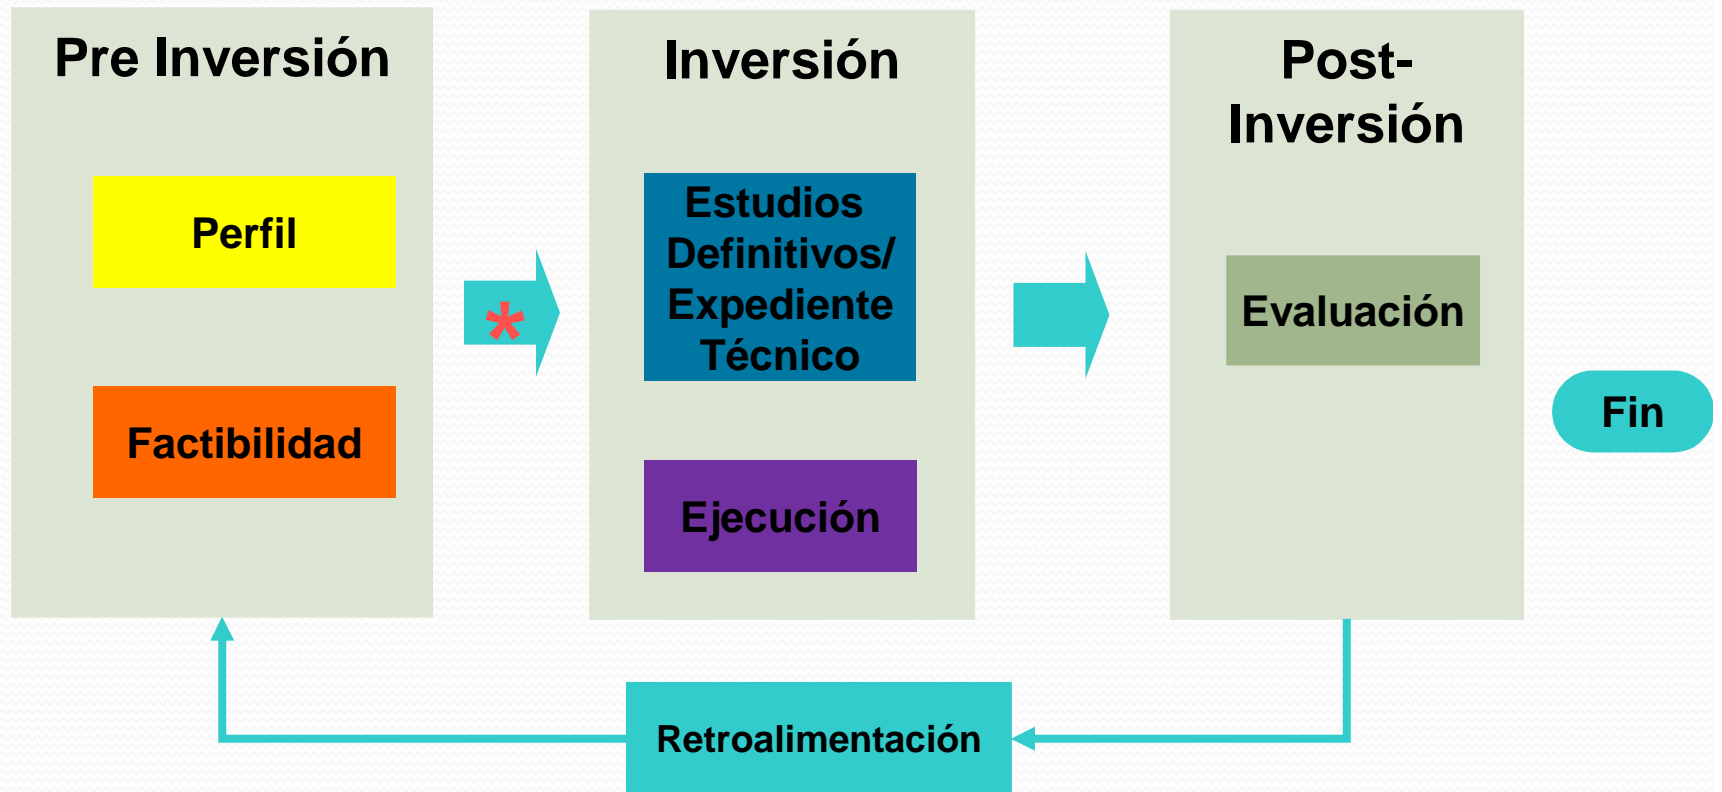 Pre Inversión
Perfil
Factibilidad
*
Inversión
Estudios
Definitivos/
Expediente
Técnico
Ejecución
Post-
Inversión
Evaluación
Fin
Retroalimentación